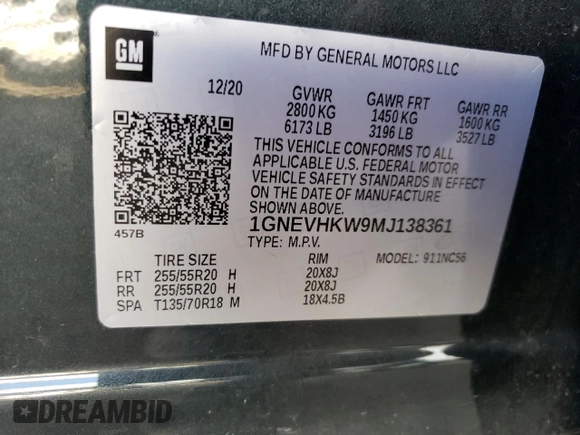 GM
MFD BY GENERAL MOTORS LLC
12/20 GVWR GAWR FRT GAWR RR
2800 KG 1450 KG 1600 KG
6173 LB 3196 LB 3527 LB
THIS VEHICLE CONFORMS TO ALL
APPLICABLE U.S. FEDERAL MOTOR
VEHICLE SAFETY STANDARDS IN EFFECT
ON THE DATE OF MANUFACTURE
SHOWN ABOVE.
1GNEVHKW9MJ138361
457B
TYPE: M.P.V. MODEL: 911NC56
TIRE SIZE RIM
FRT 255/55R20 H 20X8J
RR 255/55R20 H 20X8J
SPA T135/70R18 M 18X4.5B
DREAMBID